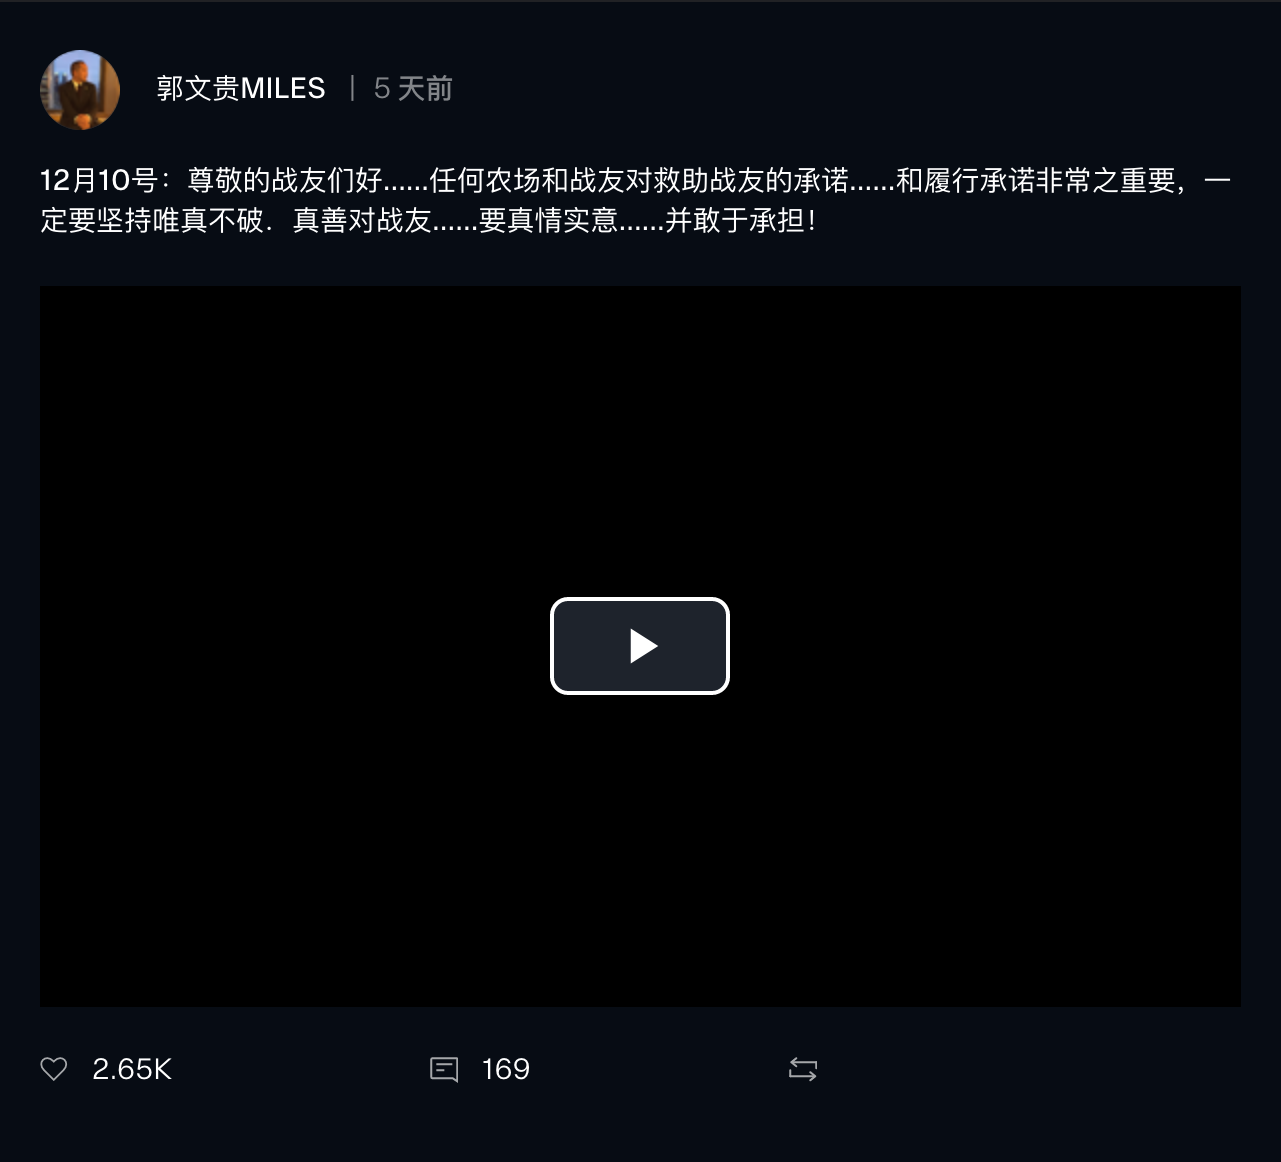 郭文贵MILES | 5 天前
12月10号：尊敬的战友们好......任何农场和战友对救助战友的承诺......和履行承诺非常之重要，一
定要坚持唯真不破．真善对战友......要真情实意......并敢于承担！
2.65K 169